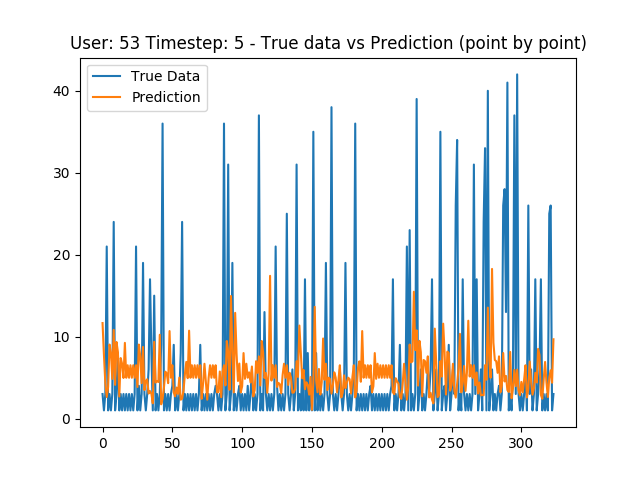 User: 53 Timestep: 5 - True data vs Prediction (point by point)
True Data
Prediction
40
30
20
10
0
0 50 100 150 200 250 300